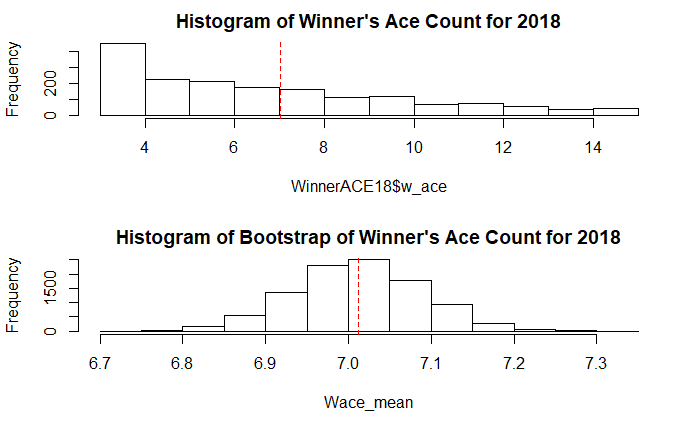 Histogram of Winner's Ace Count for 2018
Frequency
200
0
4 6 8 10 12 14
WinnerACE18$w_ace
Histogram of Bootstrap of Winner's Ace Count for 2018
Frequency
1500
0
6.7 6.8 6.9 7.0 7.1 7.2 7.3
Wace_mean